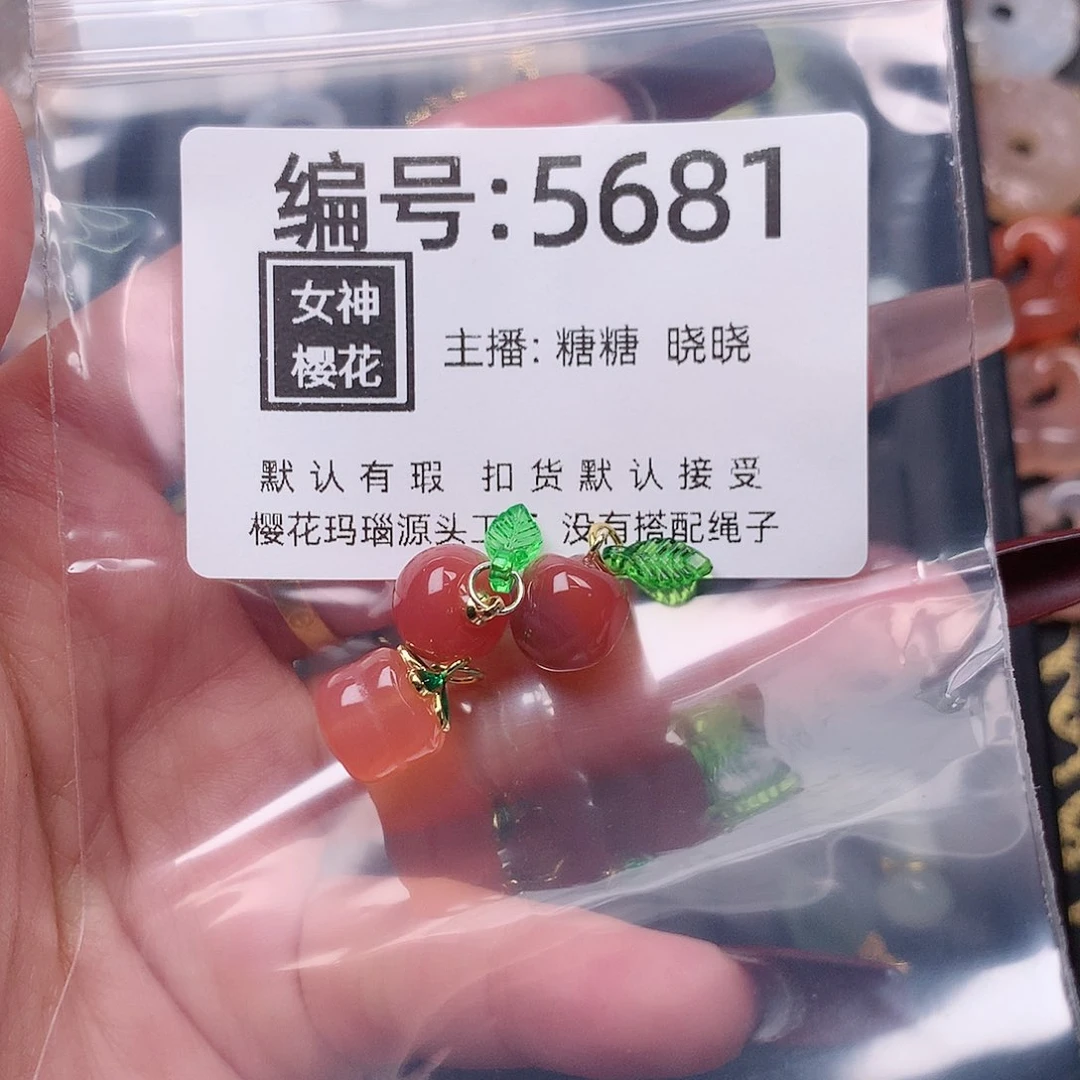 编号:5681
女神
樱花
主播: 糖糖 晓晓
默认有瑕 扣货默认接受
樱花玛瑙源头工 没有搭配绳子